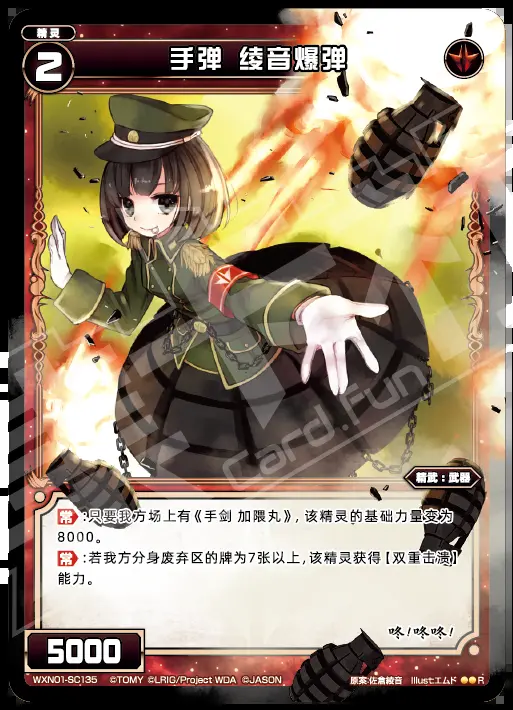 精灵
2
手弹 绫音爆弹
Card.Fun
精武：武器
常:只要我方场上有《手剑 加隈丸》,该精灵的基础力量变为
8000。
常:若我方分身废弃区的牌为7张以上,该精灵获得【双重击溃】
能力。
咚!咚咚!
5000
WXN01-SC135 ©TOMY ©LRIG/Project WDA ©JASON 原案:佐倉綾音 Illust:エムド R